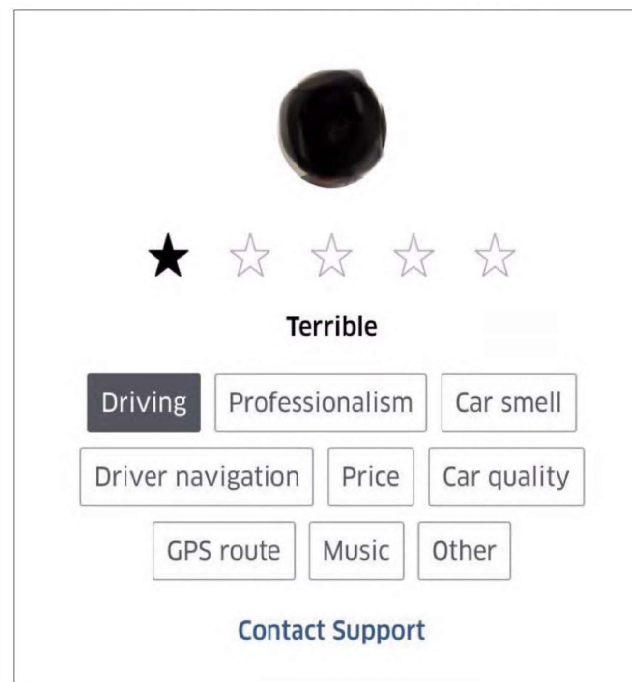 Terrible
Driving Professionalism Car smell
Driver navigation Price Car quality
GPS route Music Other
Contact Support